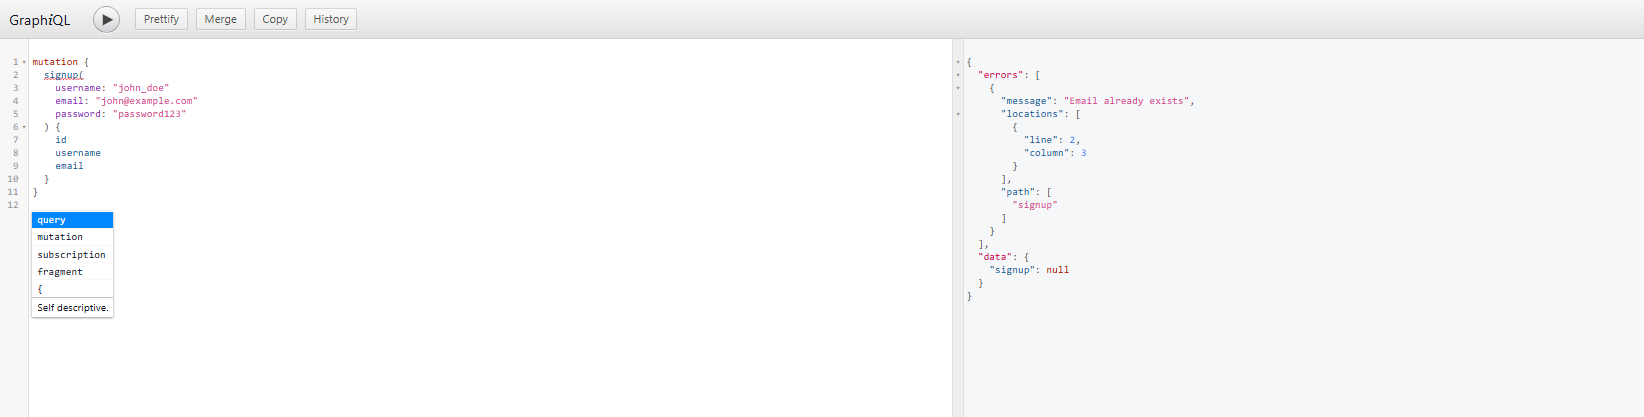 GraphiQL
Prettify
Merge
Copy
History
1 mutation {
2 signup(
3 username: "john_doe"
4 email: "john@example.com"
5 password: "password123"
6 ) {
7 id
8 username
9 email
10 }
11 }
12
query
mutation
subscription
fragment
{
Self descriptive.
{
"errors": [
{
"message": "Email already exists",
"locations": [
{
"line": 2,
"column": 3
}
],
"path": [
"signup"
]
}
],
"data": {
"signup": null
}
}